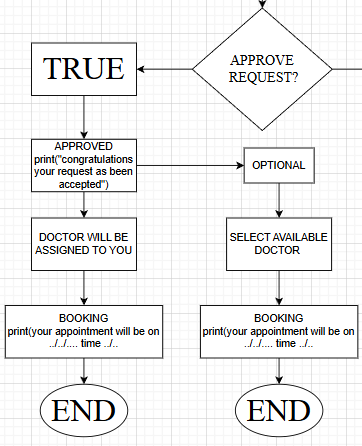 APPROVE
REQUEST?
TRUE
APPROVED
print("congratulations
your request as been
accepted")
OPTIONAL
DOCTOR WILL BE
ASSIGNED TO YOU
SELECT AVAILABLE
DOCTOR
BOOKING
print(your appointment will be on
../../.... time ../..
BOOKING
print(your appointment will be on
../../.... time ../..
END
END